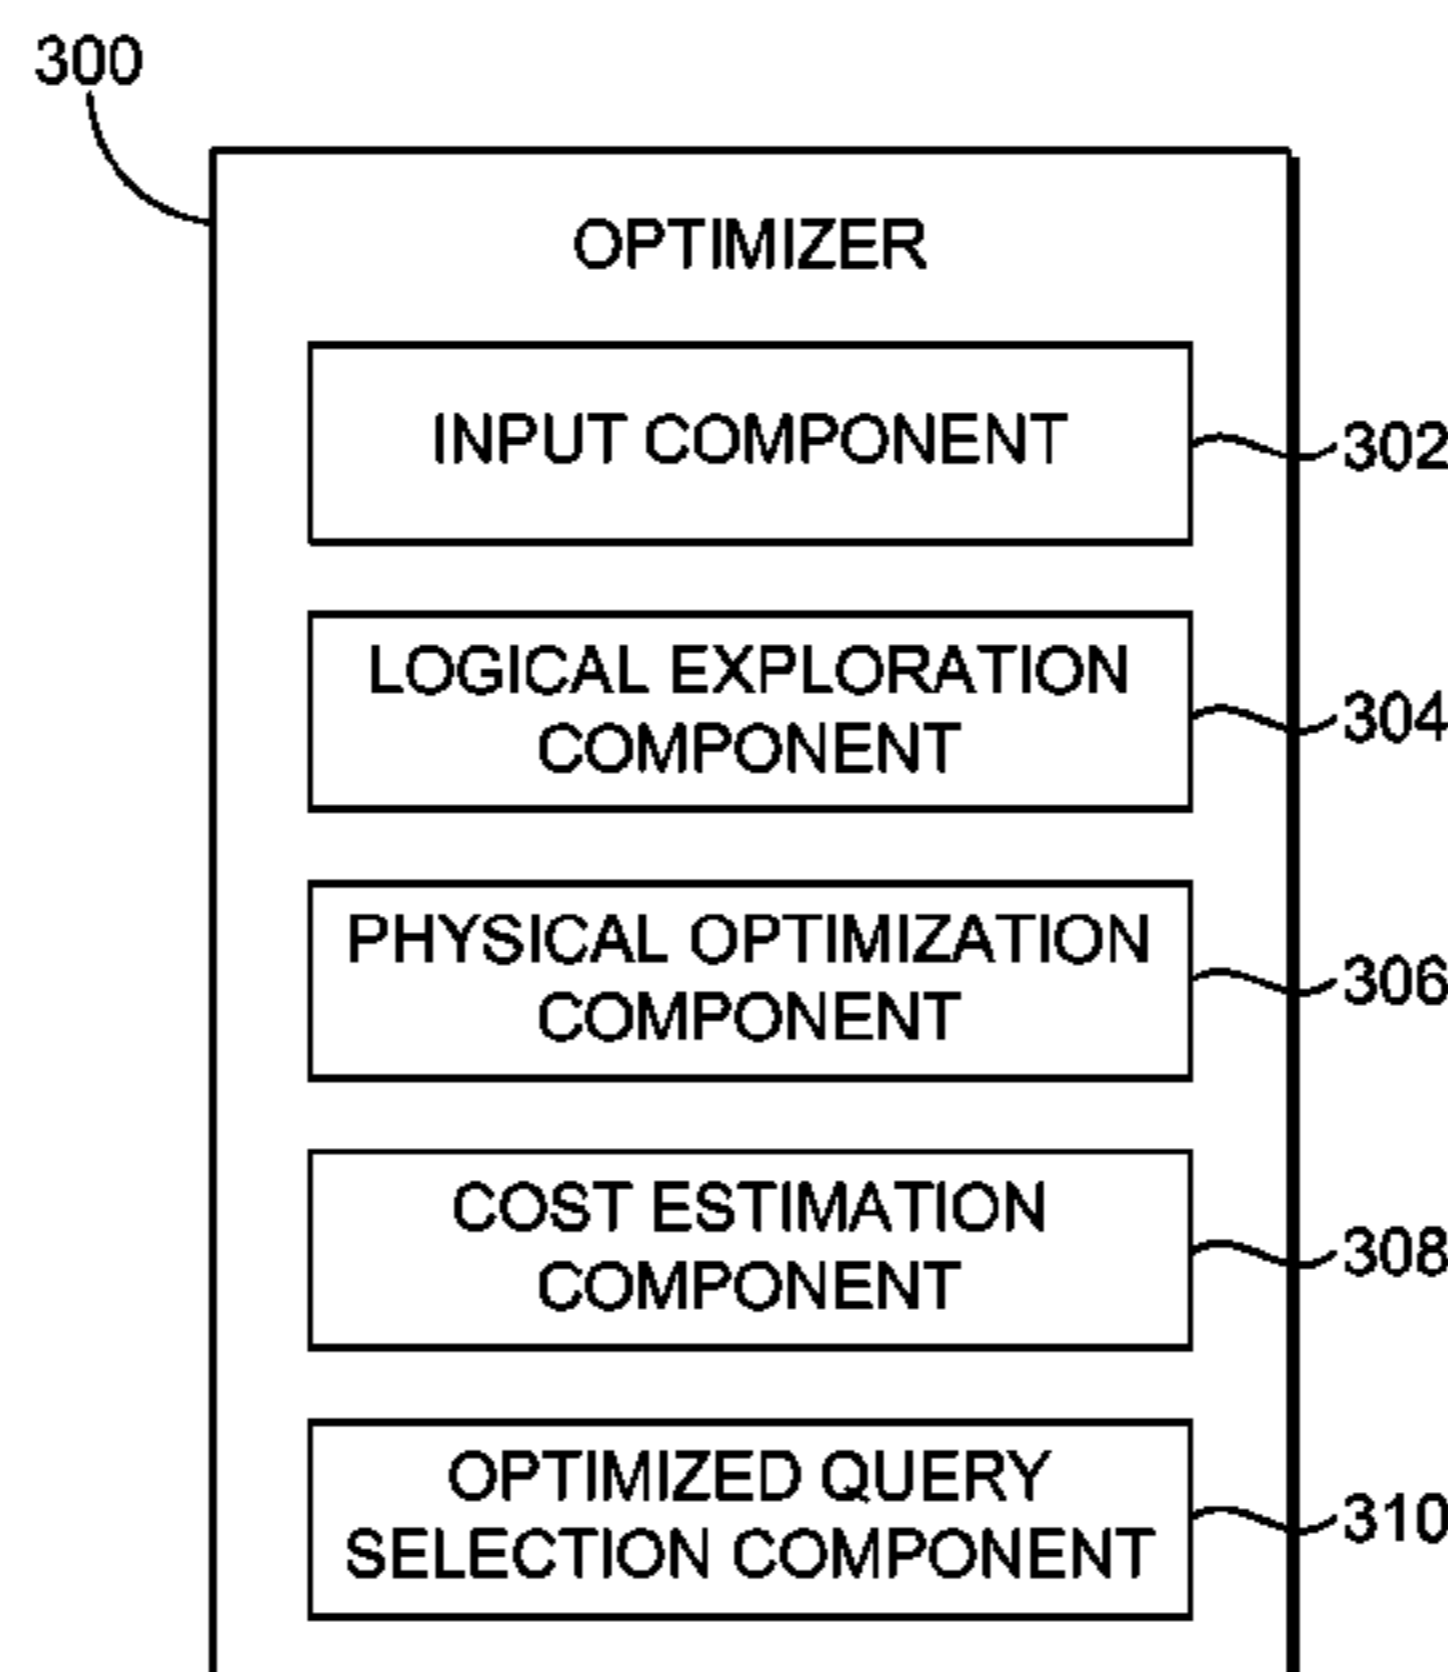 300
OPTIMIZER
INPUT COMPONENT
302
LOGICAL EXPLORATION
COMPONENT
304
PHYSICAL OPTIMIZATION
COMPONENT
306
COST ESTIMATION
COMPONENT
308
OPTIMIZED QUERY
SELECTION COMPONENT
310